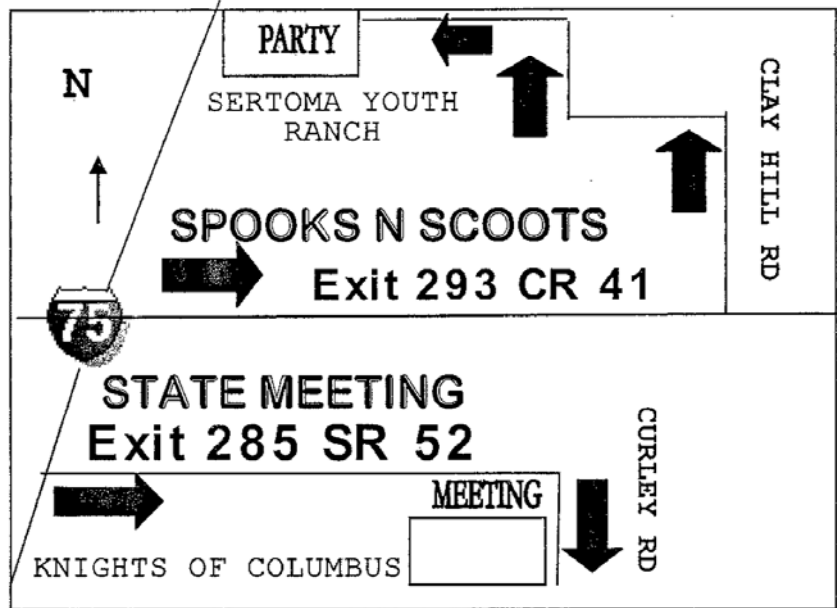 PARTY
N
SERTOMA YOUTH
RANCH
CLAY HILL RD
SPOOKS N SCOOTS
Exit 293 CR 41
75
STATE MEETING
Exit 285 SR 52
CURLEY RD
MEETING
KNIGHTS OF COLUMBUS